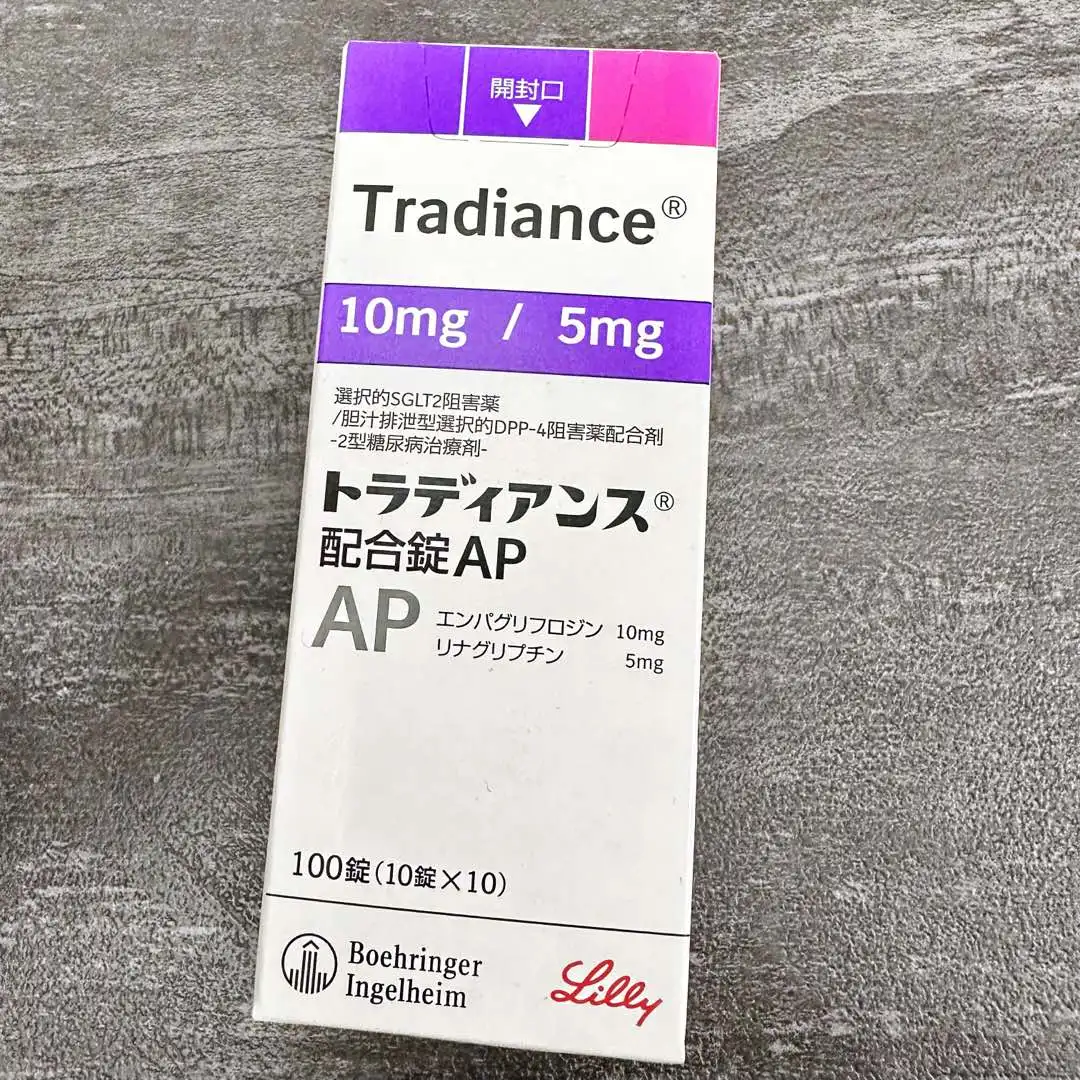 開封口
Tradiance®
10mg / 5mg
選択的SGLT2阻害薬
/胆汁排泄型選択的DPP-4阻害薬配合剤
-2型糖尿病治療剤-
トラディアンス®
配合錠AP
AP
エンパグリフロジン 10mg
リナグリプチン 5mg
100錠(10錠×10)
Boehringer
Ingelheim
Lilly